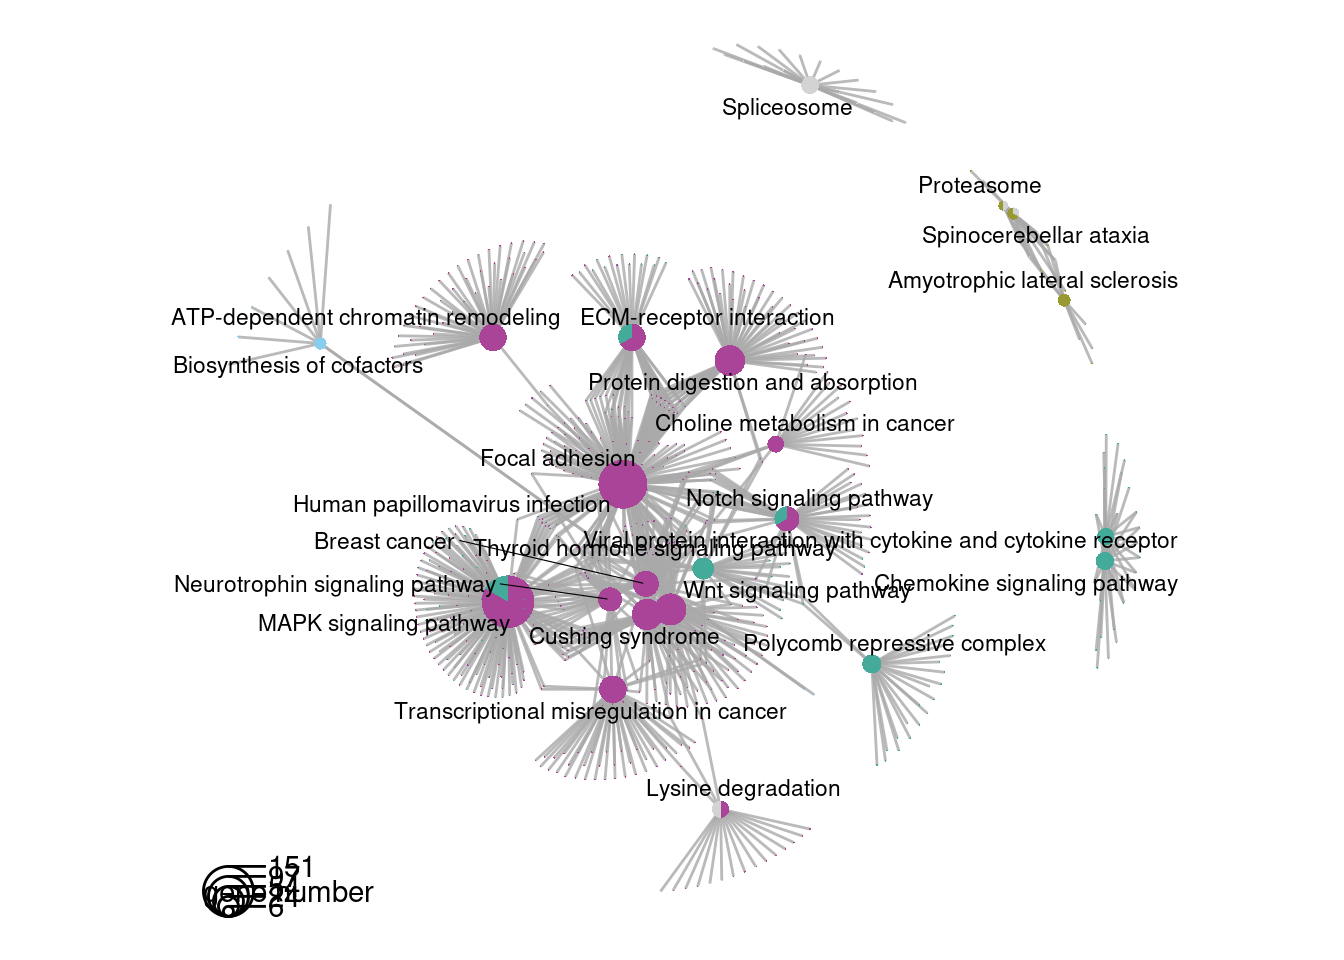 Spliceosome
Proteasome
Spinocerebellar ataxia
Amyotrophic lateral sclerosis
ATP-dependent chromatin remodeling
ECM-receptor interaction
Biosynthesis of cofactors
Protein digestion and absorption
Choline metabolism in cancer
Focal adhesion
Notch signaling pathway
Human papillomavirus infection
Viral protein interaction with cytokine and cytokine receptor
Breast cancer
Thyroid hormone signaling pathway
Neurotrophin signaling pathway
Wnt signaling pathway
Chemokine signaling pathway
MAPK signaling pathway
Cushing syndrome
Polycomb repressive complex
Transcriptional misregulation in cancer
Lysine degradation
151
gene number
6